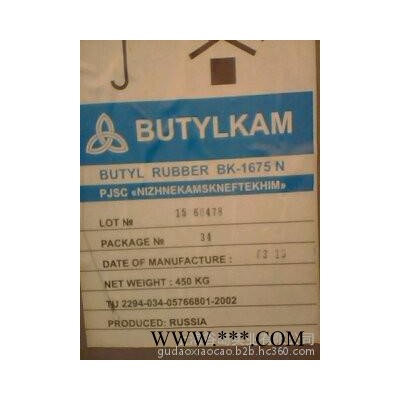 BUTYLKAM
BUTYL RUBBER BK-1675 N
PJSC «NIZHNEKAMSKNEFTEKHIM»
LOT № 15 60478
PACKAGE № 34
DATE OF MANUFACTURE :
NET WEIGHT : 450 KG
TU 2294-034-05766801-2002
PRODUCED: RUSSIA
WWW.***.COM
gudaoxiaocao.b2b.hc360.com